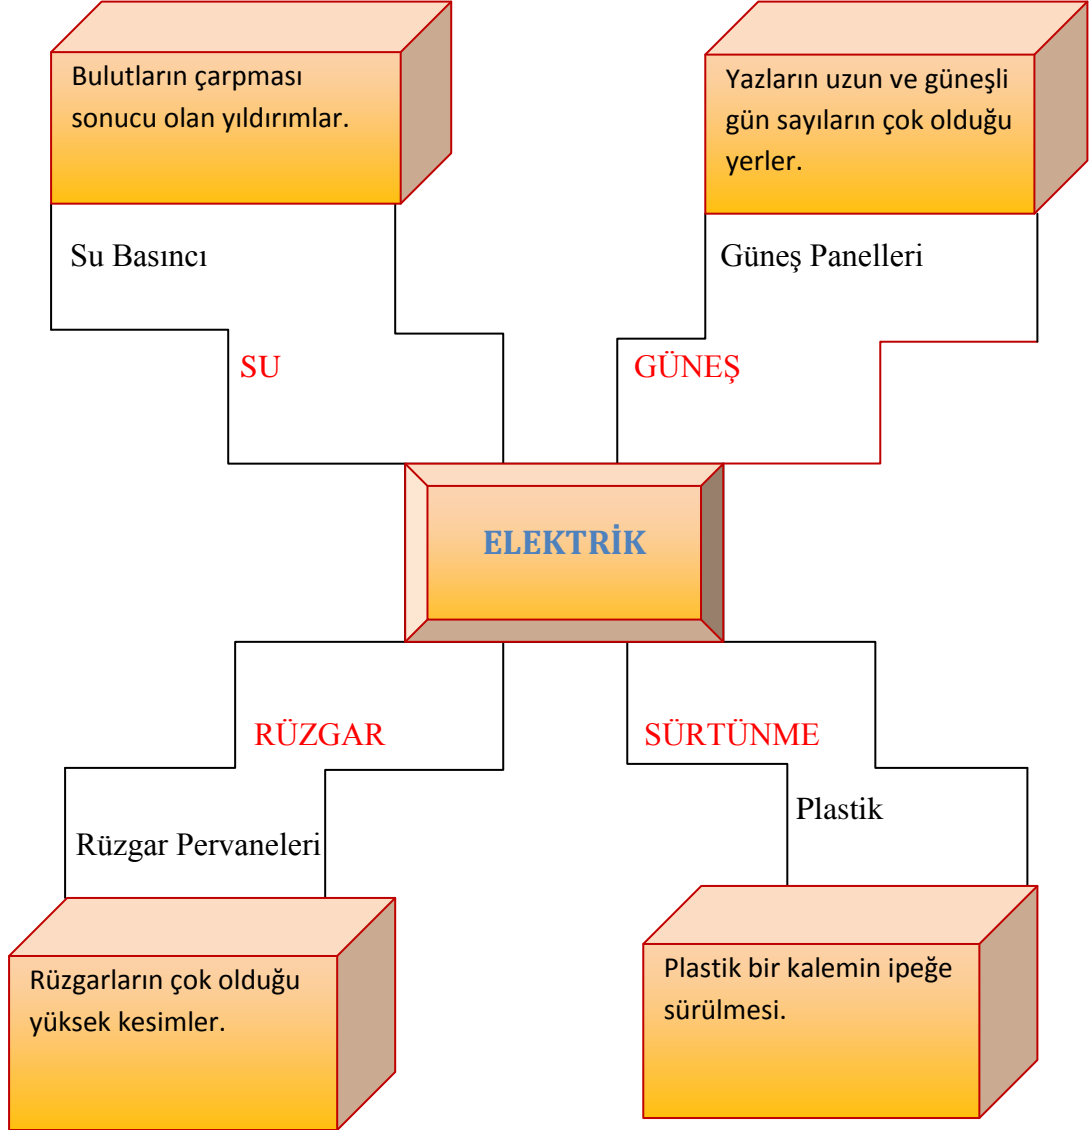 Bulutların çarpması
sonucu olan yıldırımlar.
Yazların uzun ve güneşli
gün sayıların çok olduğu
yerler.
Su Basıncı
Güneş Panelleri
SU
GÜNEŞ
ELEKTRİK
RÜZGAR
SÜRTÜNME
Rüzgar Pervaneleri
Plastik
Rüzgarların çok olduğu
yüksek kesimler.
Plastik bir kalemin ipeğe
sürülmesi.